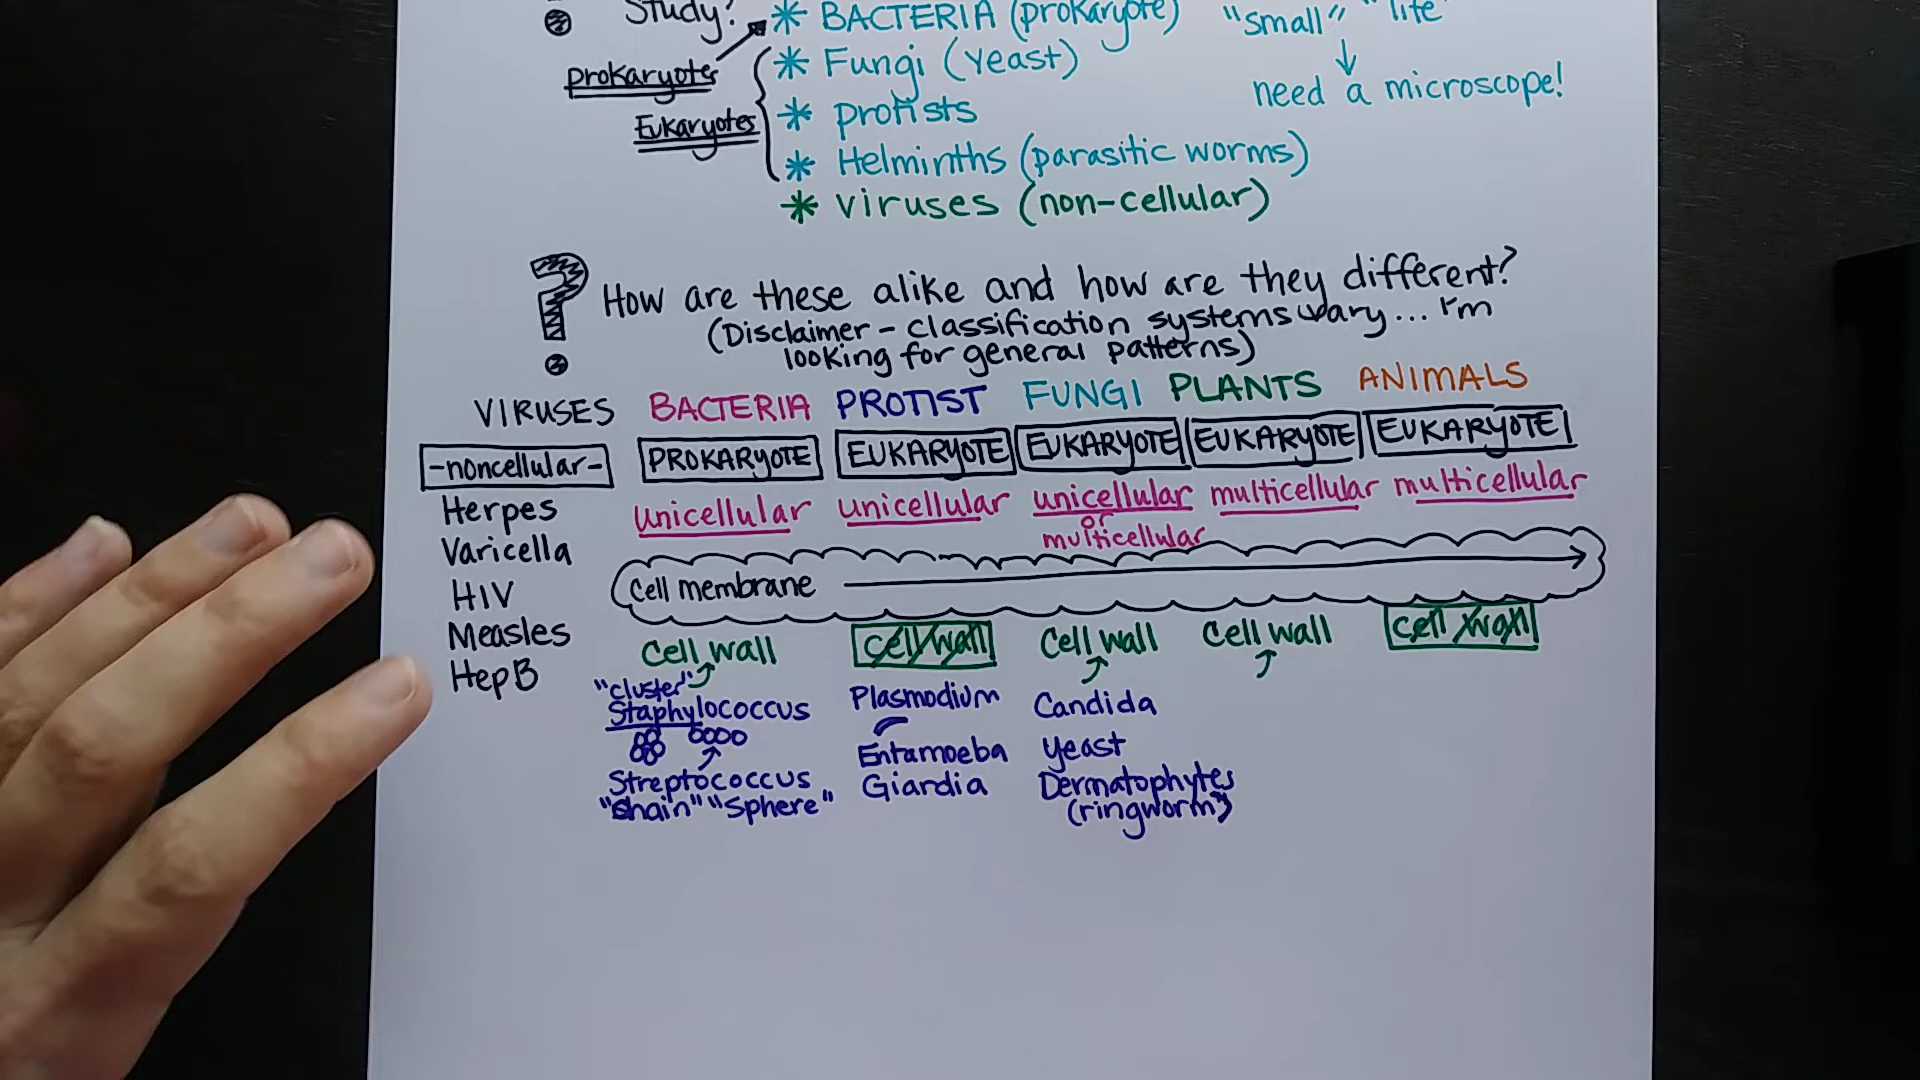 Study? * BACTERIA (prokaryote) "small" "life"
Prokaryotes * Fungi (yeast) need a microscope!
Eukaryotes * protists
* Helminths (parasitic worms)
* viruses (non-cellular)
? How are these alike and how are they different?
(Disclaimer - classification systems vary... I'm
looking for general patterns)
VIRUSES BACTERIA PROTIST FUNGI PLANTS ANIMALS
-noncellular- PROKARYOTE EUKARYOTE EUKARYOTE EUKARYOTE EUKARYOTE
Herpes unicellular unicellular unicellular multicellular multicellular
or
multicellular
Varicella
HIV Cell membrane
Measles Cell wall cell wall Cell wall Cell wall cell wall
HepB "cluster" Plasmodium Candida
Staphylococcus
Entamoeba yeast
Streptococcus Giardia Dermatophytes
"chain" "sphere" (ringworm")